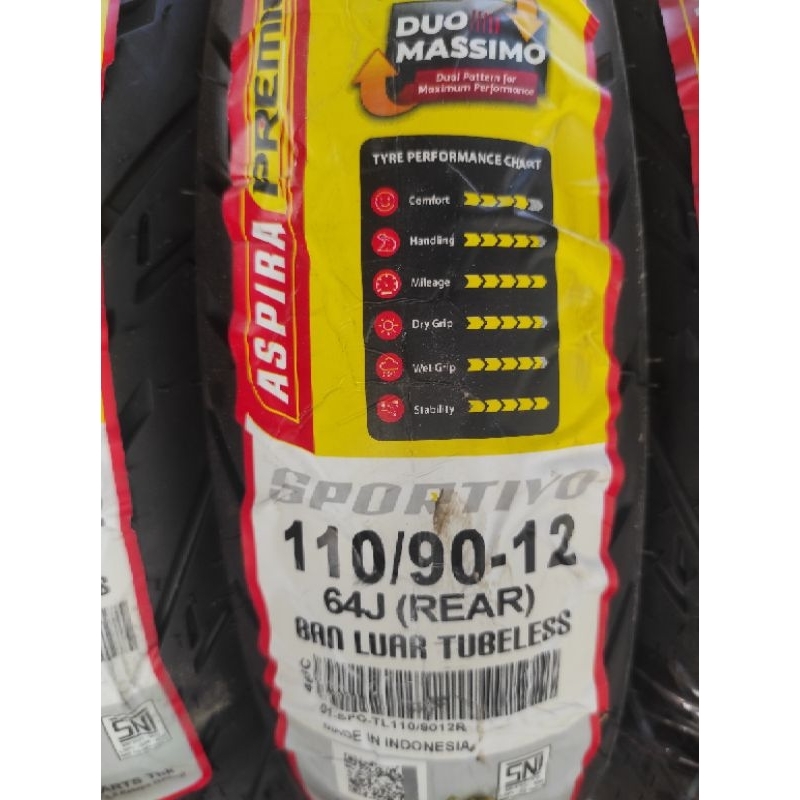 DUO
MASSIMO
Dual Pattern for
Maximum Performance
ASPIRA
TYRE PERFORMANCE CHART
Comfort
Handling
Mileage
Dry Grip
Wet Grip
Stability
SPORTIVO
110/90-12
64J (REAR)
BAN LUAR TUBELESS
MADE IN INDONESIA
SNI
SNI